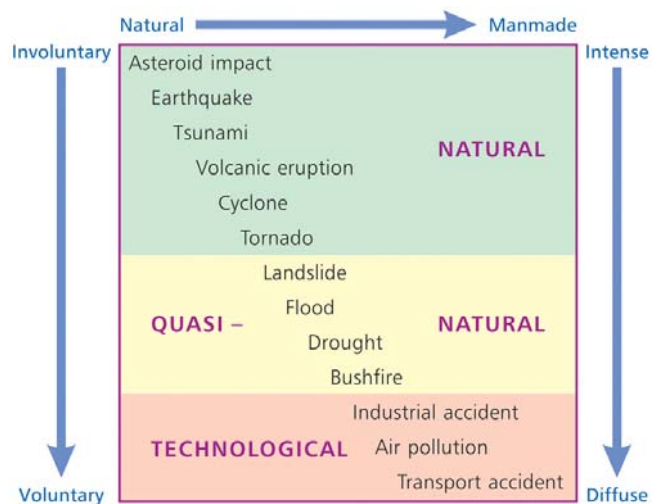 Natural Manmade
Involuntary Intense
Asteroid impact
Earthquake
Tsunami
Volcanic eruption NATURAL
Cyclone
Tornado
Landslide
Flood
QUASI – NATURAL
Drought
Bushfire
Industrial accident
TECHNOLOGICAL Air pollution
Transport accident
Voluntary Diffuse